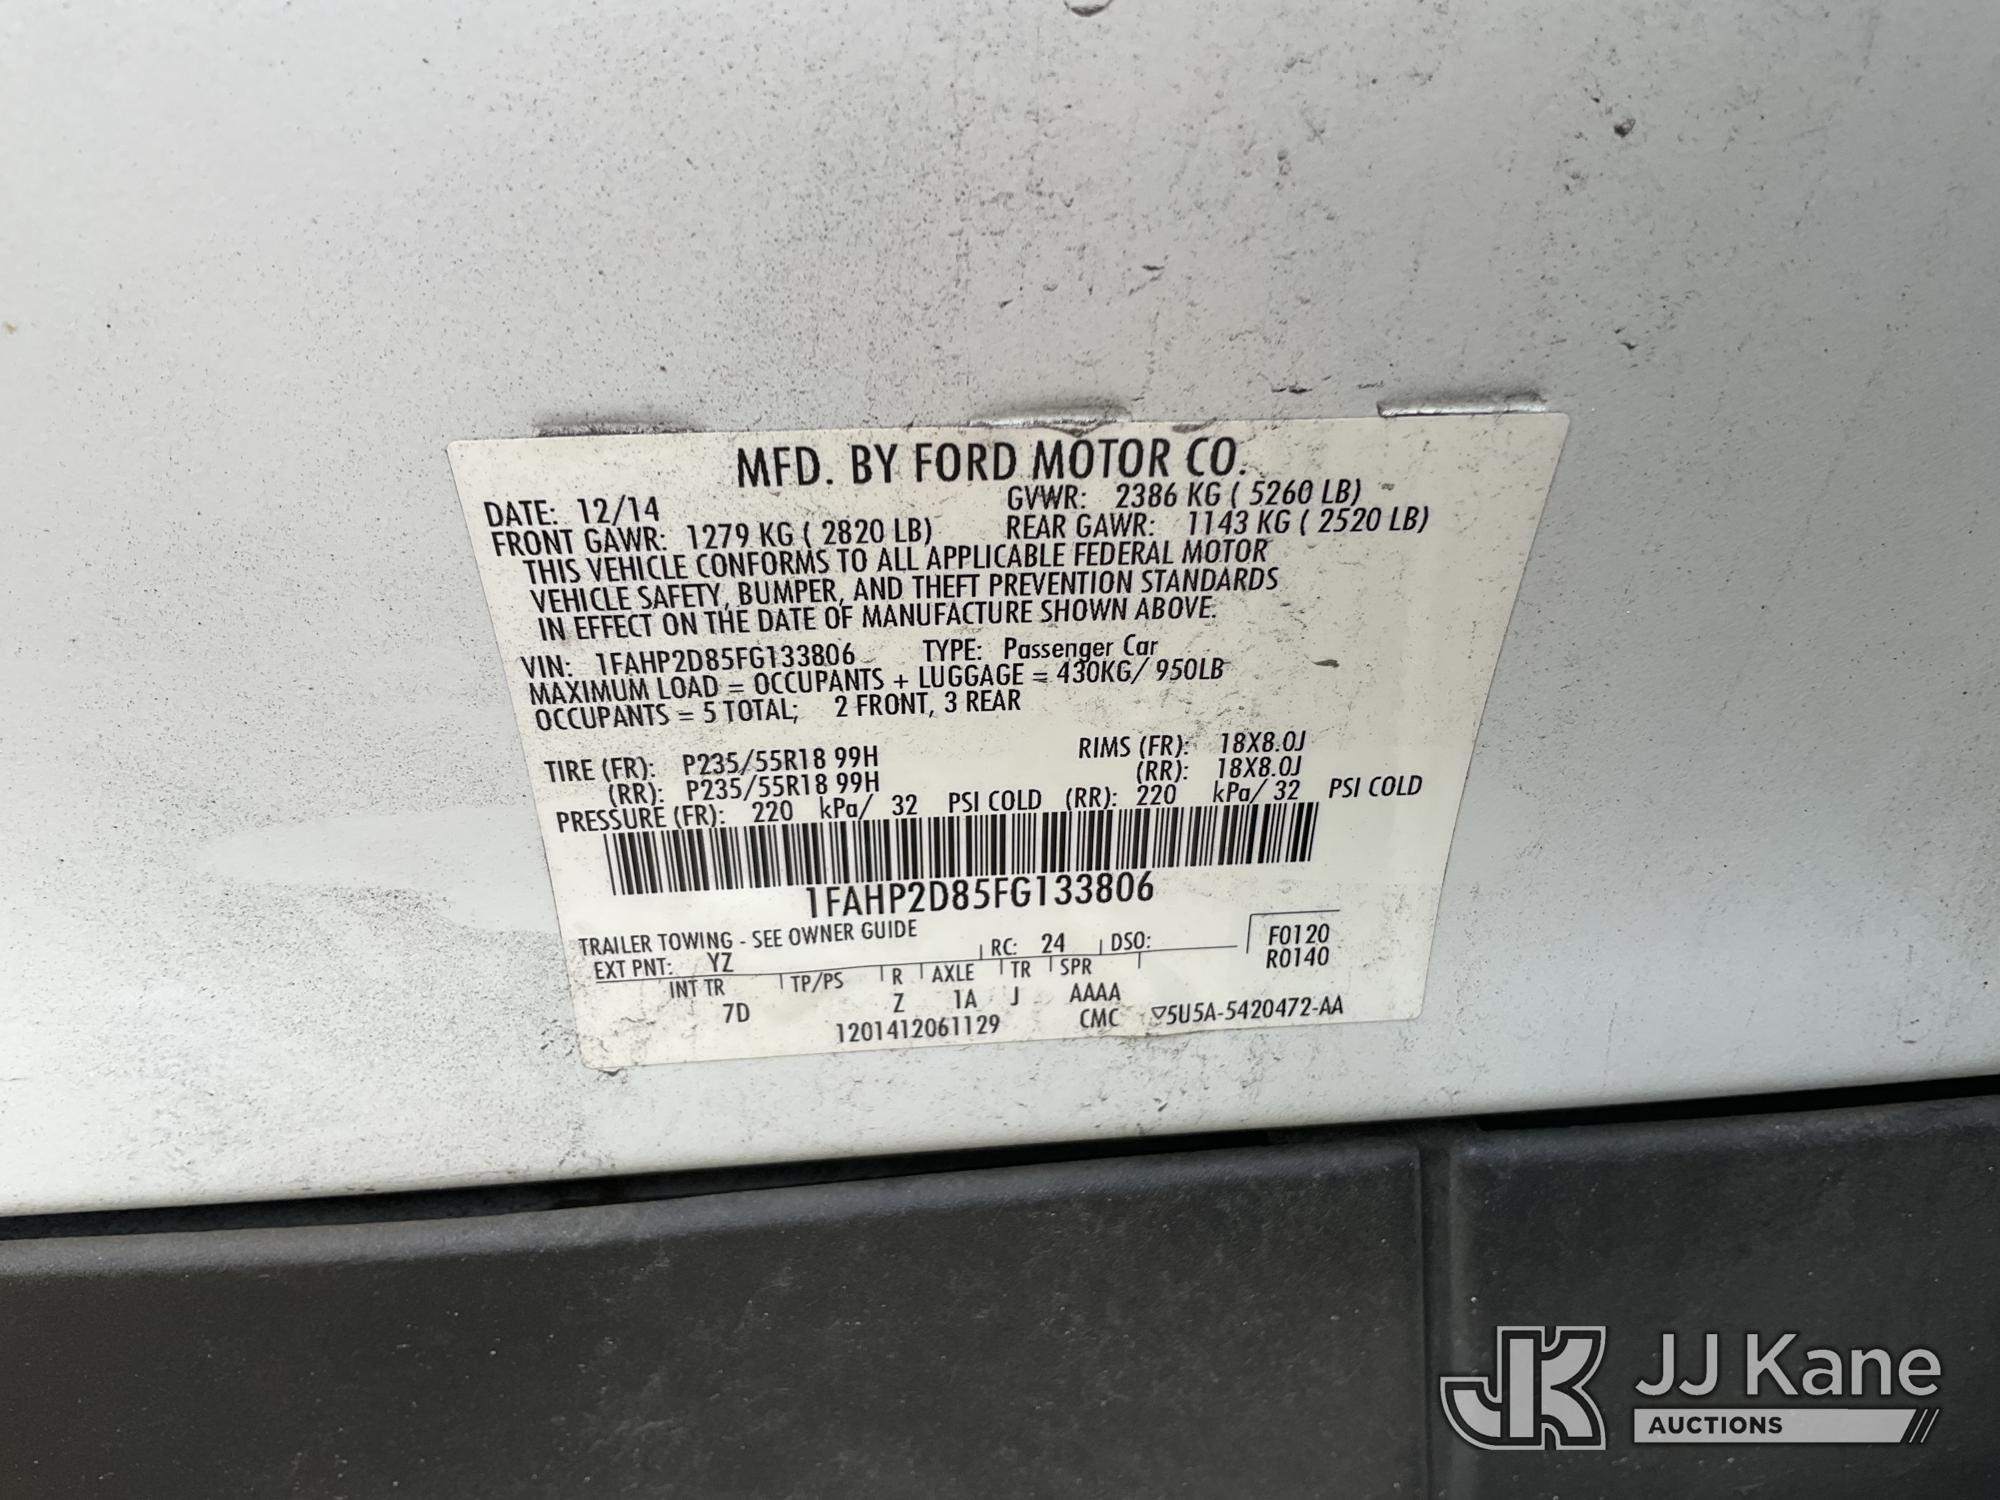 MFD. BY FORD MOTOR CO.
DATE: 12/14 GVWR: 2386 KG ( 5260 LB)
FRONT GAWR: 1279 KG ( 2820 LB) REAR GAWR: 1143 KG ( 2520 LB)
THIS VEHICLE CONFORMS TO ALL APPLICABLE FEDERAL MOTOR
VEHICLE SAFETY, BUMPER, AND THEFT PREVENTION STANDARDS
IN EFFECT ON THE DATE OF MANUFACTURE SHOWN ABOVE.
VIN: 1FAHP2D85FG133806 TYPE: Passenger Car
MAXIMUM LOAD = OCCUPANTS + LUGGAGE = 430KG/ 950LB
OCCUPANTS = 5 TOTAL; 2 FRONT, 3 REAR
TIRE (FR): P235/55R18 99H RIMS (FR): 18X8.0J
(RR): P235/55R18 99H (RR): 18X8.0J
PRESSURE (FR): 220 kPa/ 32 PSI COLD (RR): 220 kPa/ 32 PSI COLD
1FAHP2D85FG133806
TRAILER TOWING - SEE OWNER GUIDE
EXT PNT: YZ RC: 24 DSO: F0120
INT TR TP/PS R AXLE TR SPR R0140
7D Z 1A J AAAA
1201412061129 CMC ▽5U5A-5420472-AA
JK JJ Kane
AUCTIONS